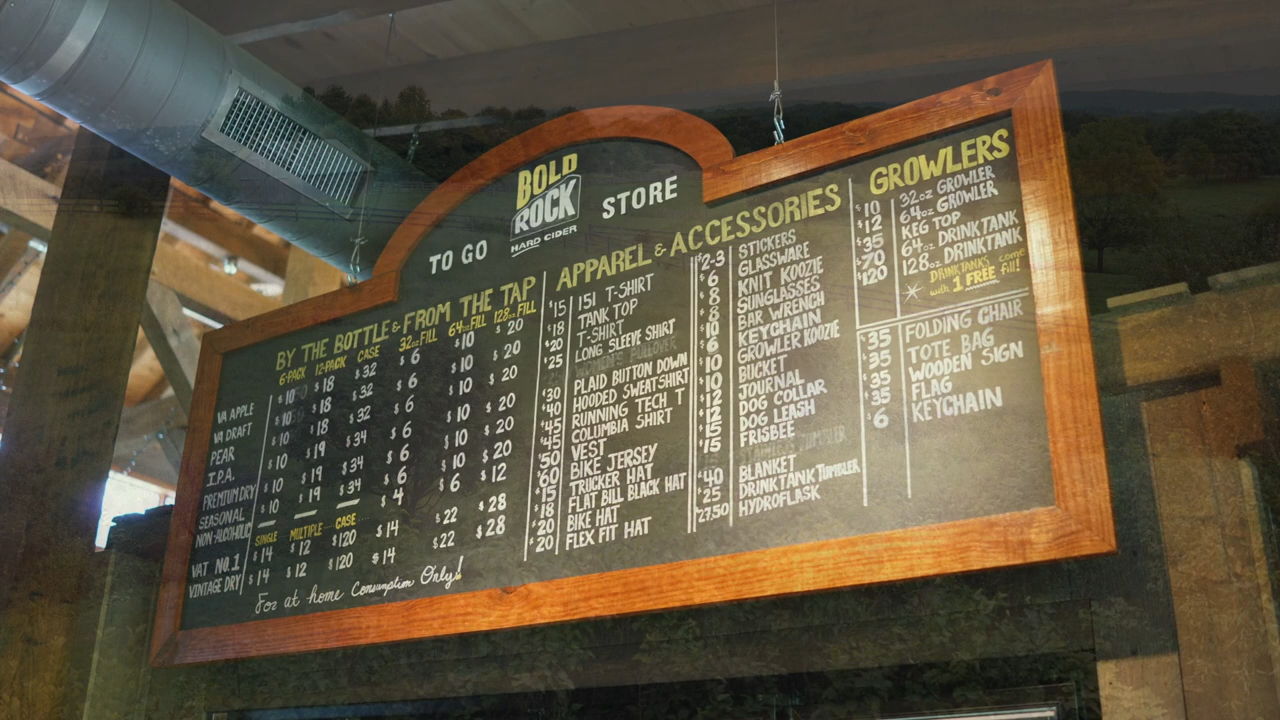 BOLD
ROCK
HARD CIDER
TO GO STORE
BY THE BOTTLE & FROM THE TAP
6-PACK 12-PACK CASE 32oz FILL 64oz FILL 128oz FILL
VA APPLE $10 $18 $32 $6 $10 $20
VA DRAFT $10 $18 $32 $6 $10 $20
PEAR $10 $18 $32 $6 $10 $20
I.P.A. $10 $19 $34 $6 $10 $20
PREMIUM DRY $10 $19 $34 $6 $10 $20
SEASONAL $10 $19 $34 $6 $10 $20
NON-ALCOHOLIC — — — $4 $6 $12
SINGLE MULTIPLE CASE
VAT NO.1 $14 $12 $120 $14 $22 $28
VINTAGE DRY $14 $12 $120 $14 $22 $28
For at home Consumption Only!
APPAREL & ACCESSORIES
$15 151 T-SHIRT
TANK TOP
$18 T-SHIRT
$25 LONG SLEEVE SHIRT
WOMEN'S PULLOVER
$30 PLAID BUTTON DOWN
$40 HOODED SWEATSHIRT
$45 RUNNING TECH T
$45 COLUMBIA SHIRT
$50 VEST
$60 BIKE JERSEY
$15 TRUCKER HAT
FLAT BILL BLACK HAT
$20 BIKE HAT
$20 FLEX FIT HAT
$2-3 STICKERS
$6 GLASSWARE
$8 KNIT KOOZIE
$8 SUNGLASSES
$10 BAR WRENCH
$6 KEYCHAIN
$10 GROWLER KOOZIE
$10 BUCKET
$12 JOURNAL
$12 DOG COLLAR
$15 DOG LEASH
$15 FRISBEE
$40 BLANKET
$25 DRINKTANK TUMBLER
$27.50 HYDROFLASK
GROWLERS
$10 32oz GROWLER
$12 64oz GROWLER
$35 KEG TOP
$70 64oz DRINKTANK
$120 128oz DRINKTANK
DRINKTANKS come
with 1 FREE fill!
$35 FOLDING CHAIR
$35 TOTE BAG
$35 WOODEN SIGN
$35 FLAG
$6 KEYCHAIN